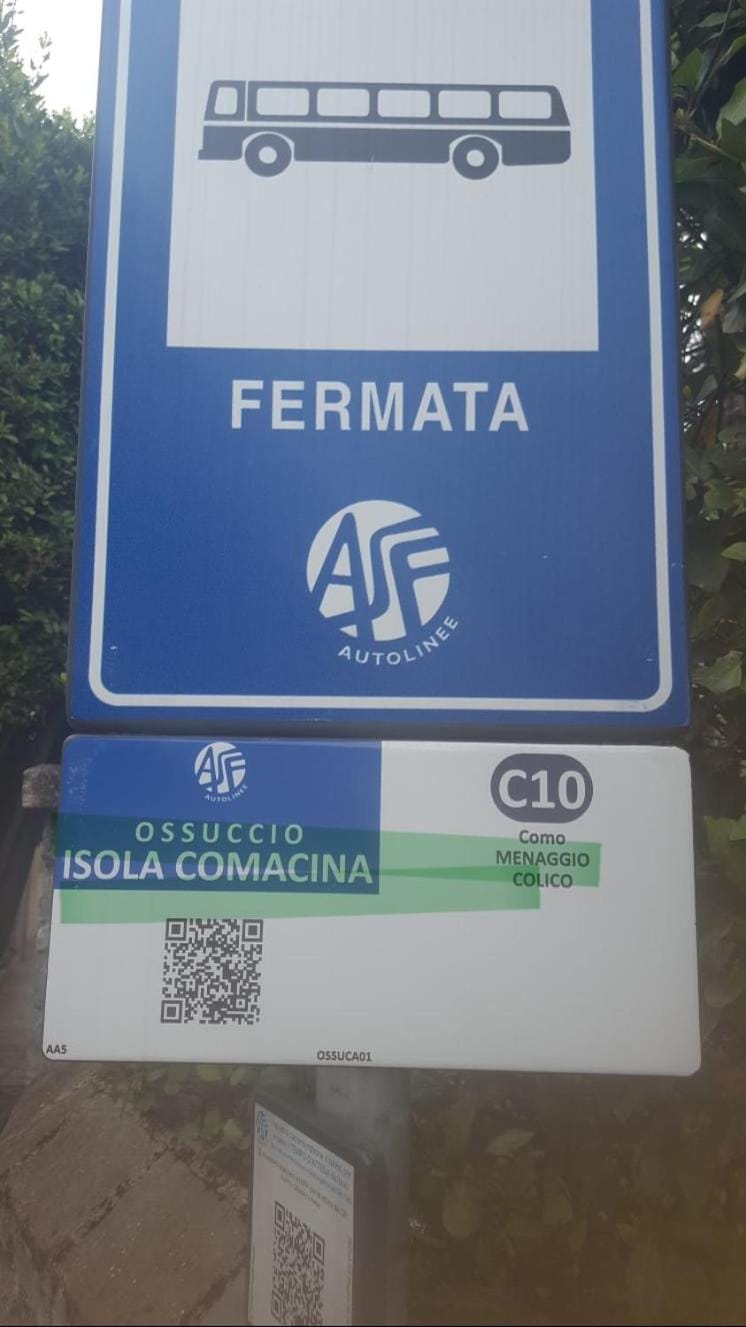 FERMATA
ASF
AUTOLINEE
ASF
AUTOLINEE
OSSUCCIO
ISOLA COMACINA
C10
Como
MENAGGIO
COLICO
AA5
OSSUCA01